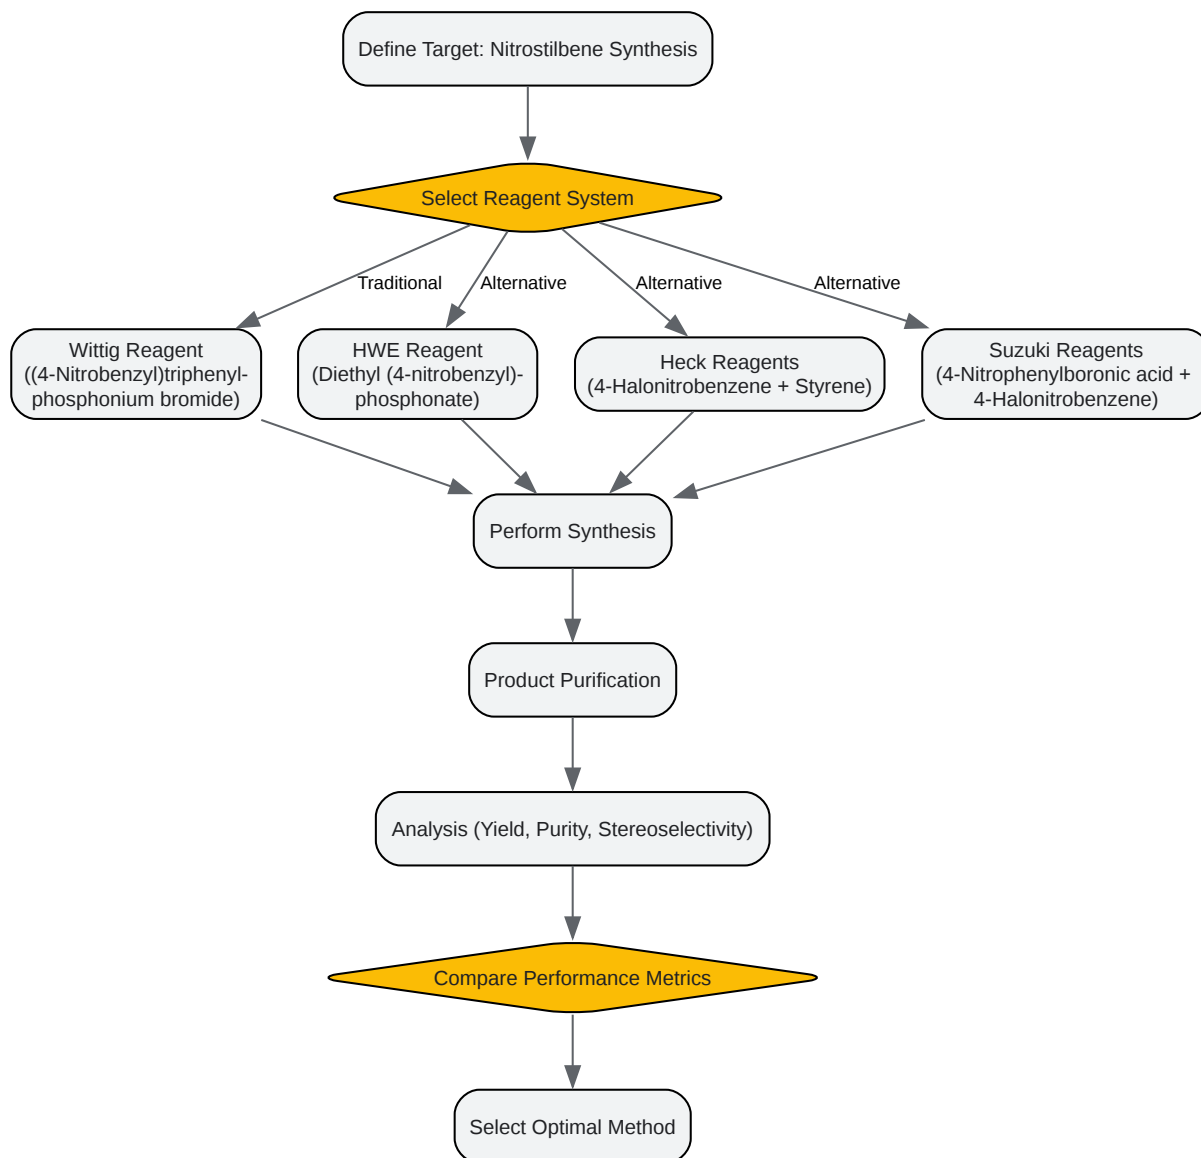 Define Target: Nitrostilbene Synthesis
Select Reagent System
Traditional
Alternative
Alternative
Alternative
Wittig Reagent
((4-Nitrobenzyl)triphenyl-
phosphonium bromide)
HWE Reagent
(Diethyl (4-nitrobenzyl)-
phosphonate)
Heck Reagents
(4-Halonitrobenzene + Styrene)
Suzuki Reagents
(4-Nitrophenylboronic acid +
4-Halonitrobenzene)
Perform Synthesis
Product Purification
Analysis (Yield, Purity, Stereoselectivity)
Compare Performance Metrics
Select Optimal Method